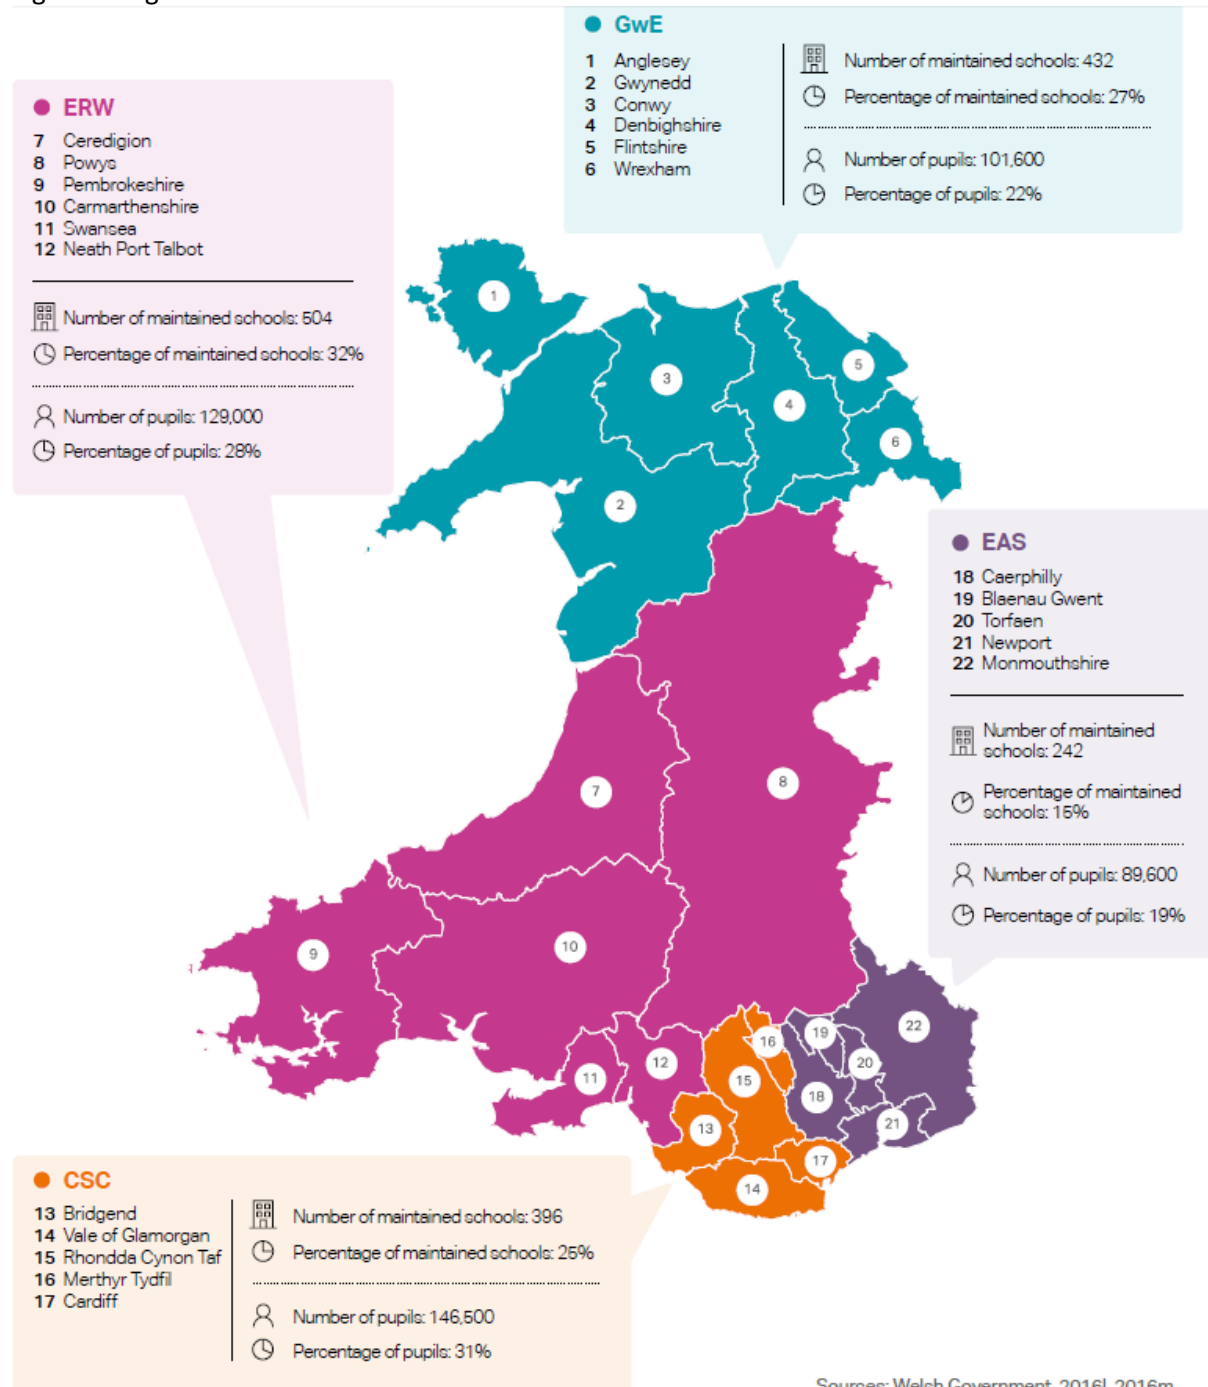 GwE
1 Anglesey
2 Gwynedd
3 Conwy
4 Denbighshire
5 Flintshire
6 Wrexham
Number of maintained schools: 432
Percentage of maintained schools: 27%
Number of pupils: 101,600
Percentage of pupils: 22%
ERW
7 Ceredigion
8 Powys
9 Pembrokeshire
10 Carmarthenshire
11 Swansea
12 Neath Port Talbot
Number of maintained schools: 504
Percentage of maintained schools: 32%
Number of pupils: 129,000
Percentage of pupils: 28%
1
3
5
4
6
2
EAS
18 Caerphilly
19 Blaenau Gwent
20 Torfaen
21 Newport
22 Monmouthshire
Number of maintained
schools: 242
Percentage of maintained
schools: 15%
Number of pupils: 89,600
Percentage of pupils: 19%
8
7
10
9
22
19
16
20
12
11
15
18
21
13
17
14
CSC
13 Bridgend
14 Vale of Glamorgan
15 Rhondda Cynon Taf
16 Merthyr Tydfil
17 Cardiff
Number of maintained schools: 396
Percentage of maintained schools: 25%
Number of pupils: 146,500
Percentage of pupils: 31%
Sources: Welsh Government, 2016l, 2016m